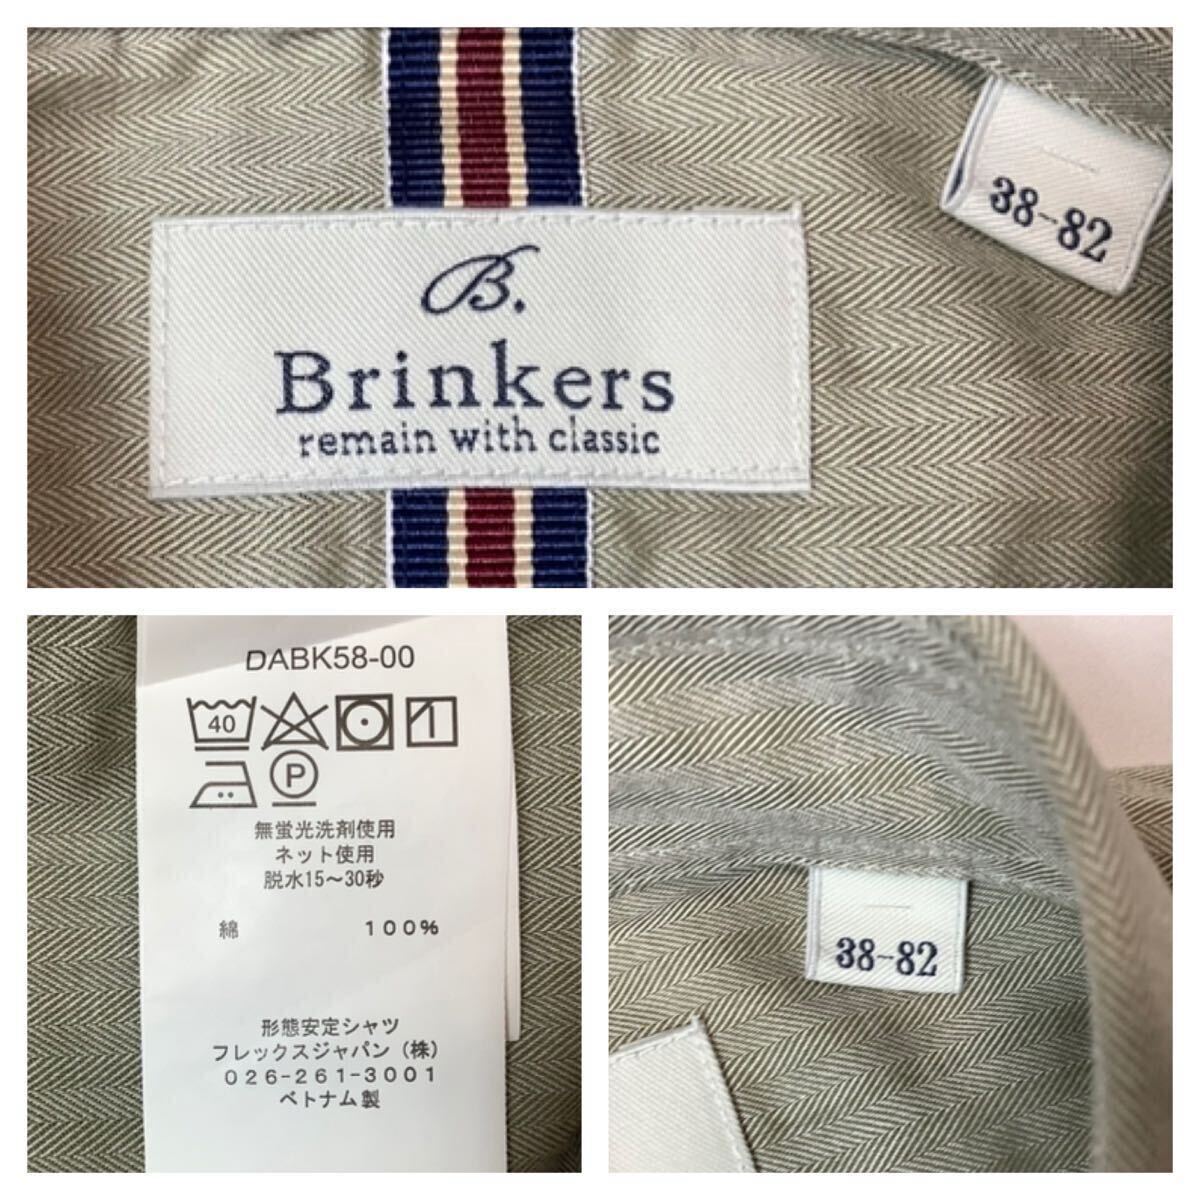 B.
Brinkers
remain with classic
38-82
DABK58-00
40
P
無蛍光洗剤使用
ネット使用
脱水15～30秒
綿 100%
形態安定シャツ
フレックスジャパン（株）
026-261-3001
ベトナム製
38-82